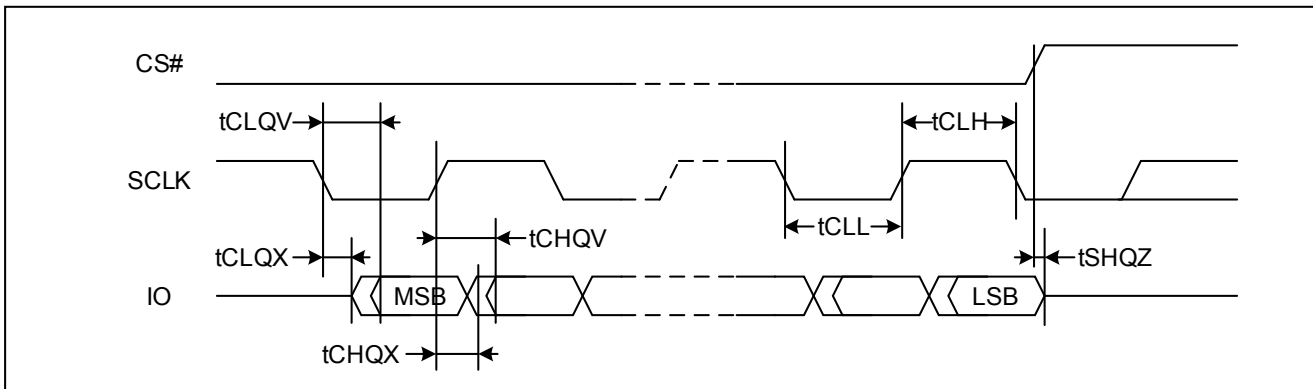 CS#
tCLQV
tCLH
SCLK
tCHQV
tCLL
tCLQX
tSHQZ
IO
MSB
LSB
tCHQX